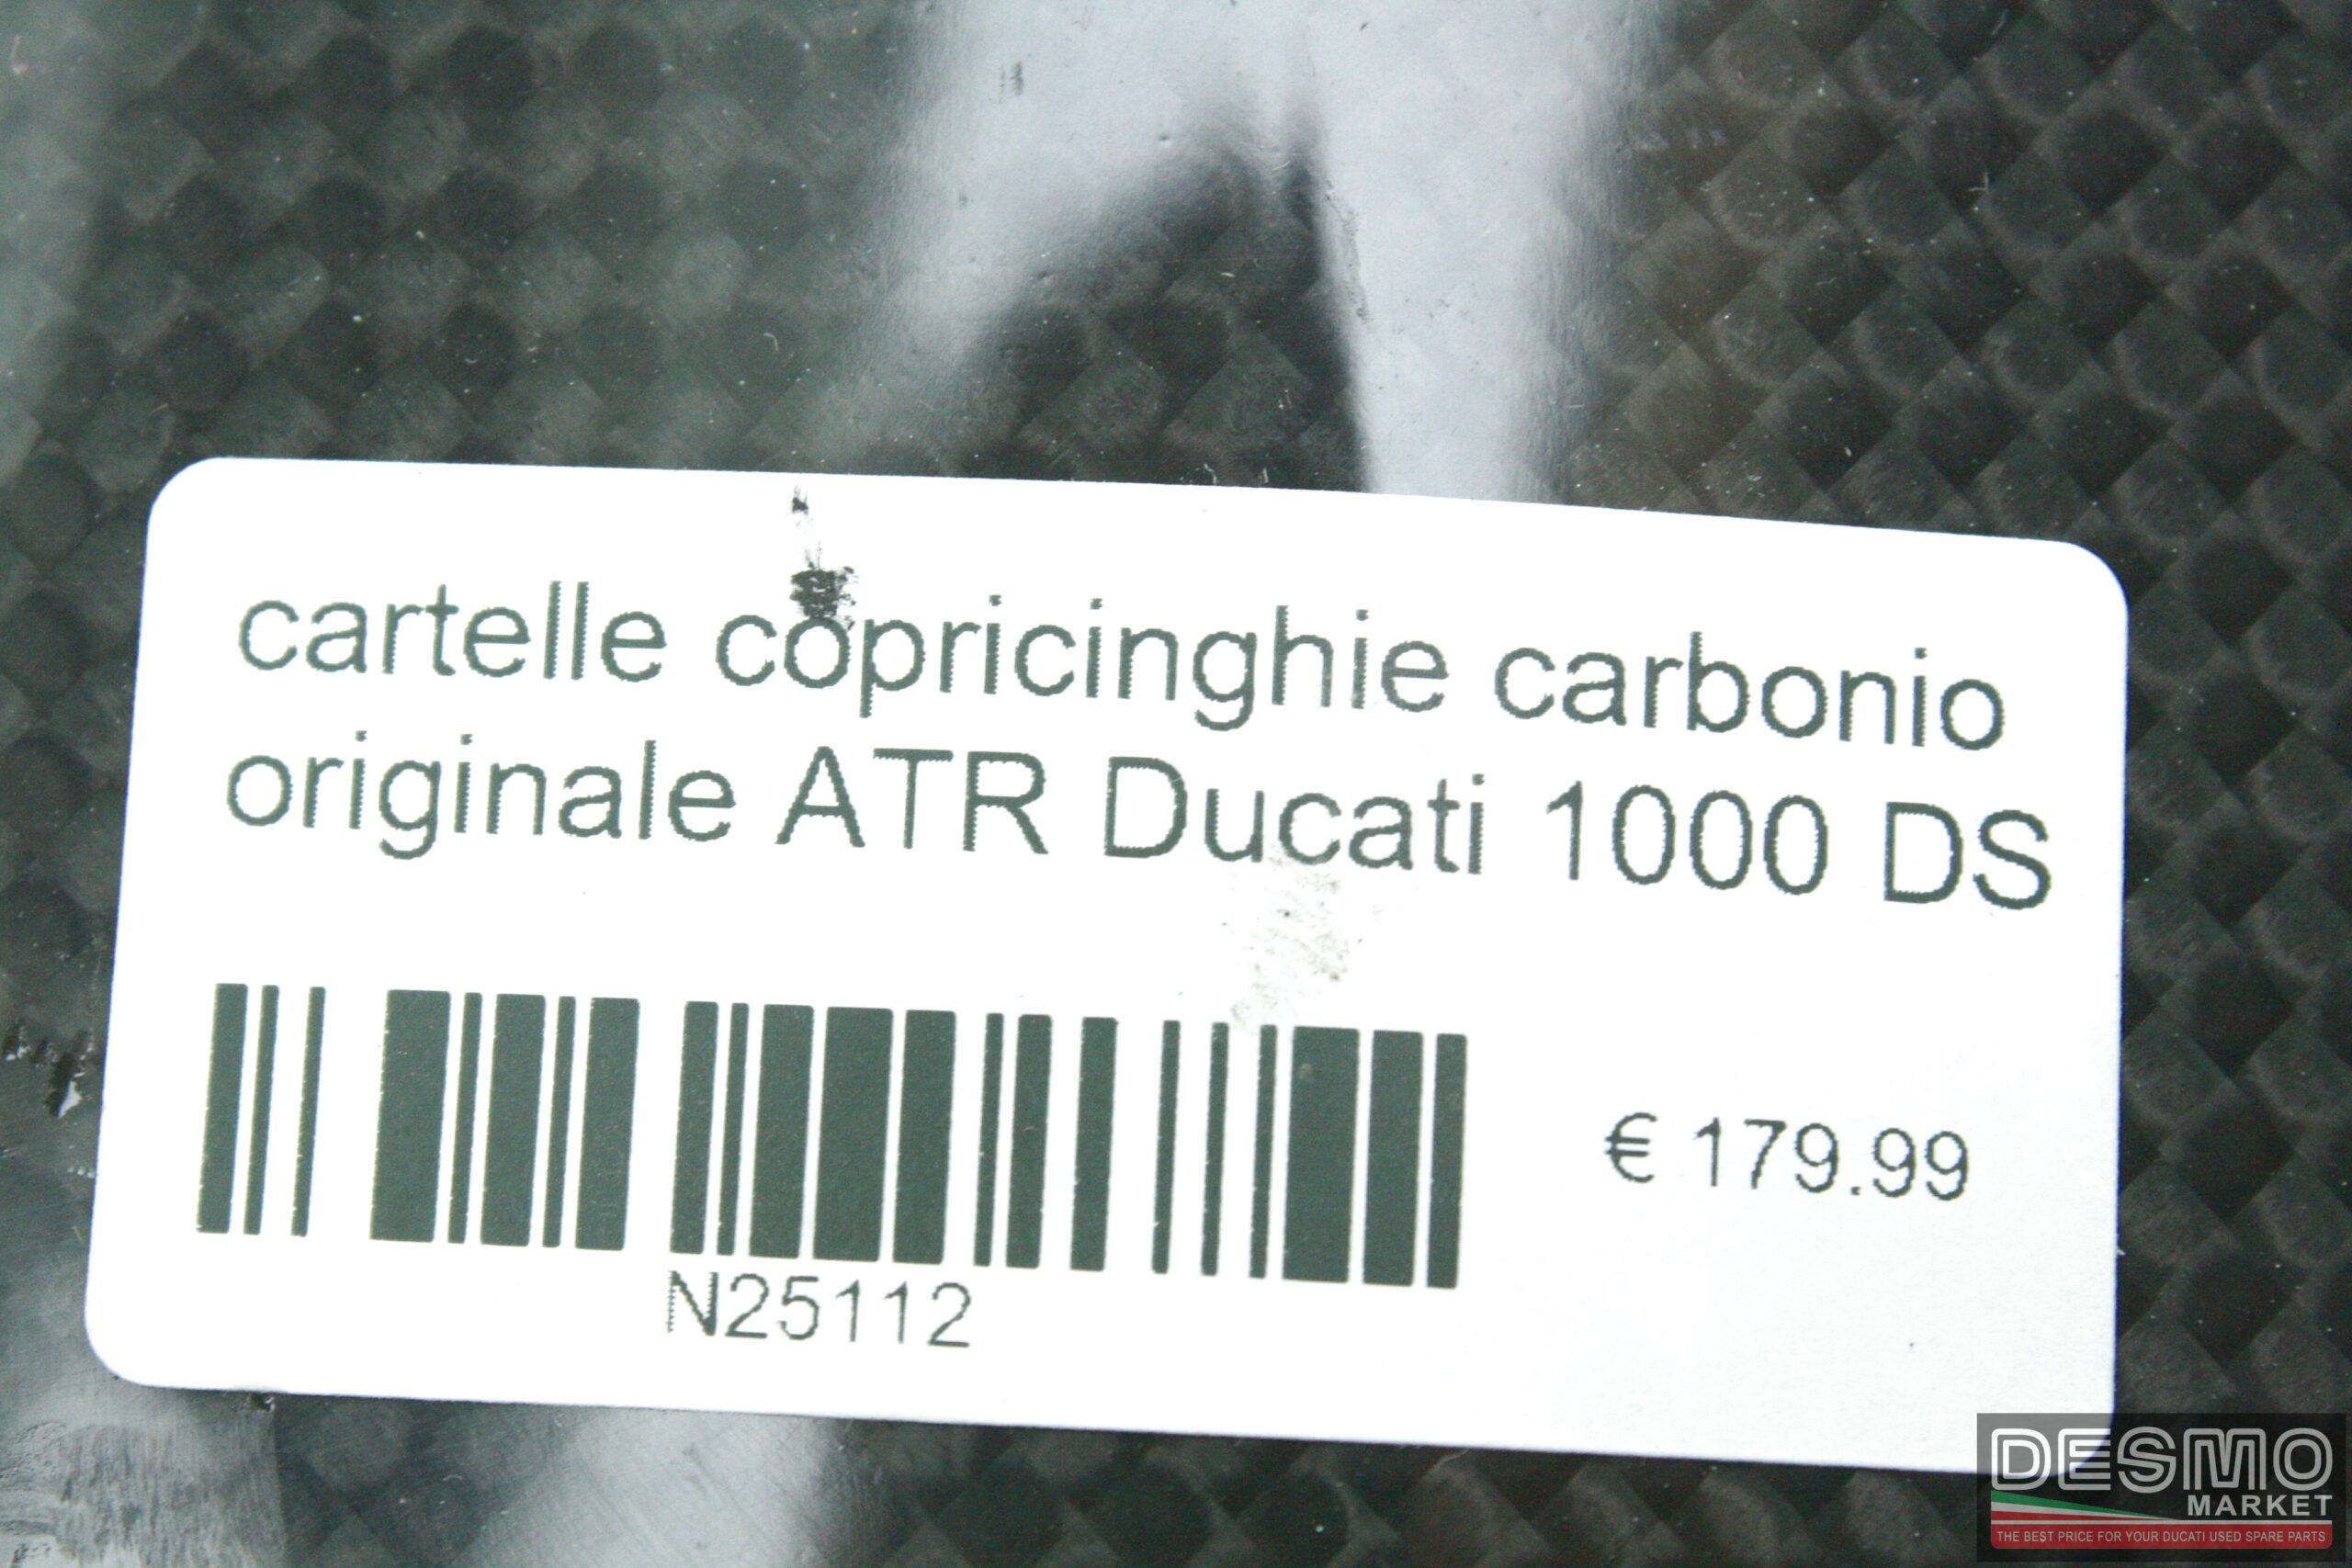 cartelle copricinghie carbonio
originale ATR Ducati 1000 DS
€ 179.99
N25112
DESMO
MARKET
THE BEST PRICE FOR YOUR DUCATI USED SPARE PARTS